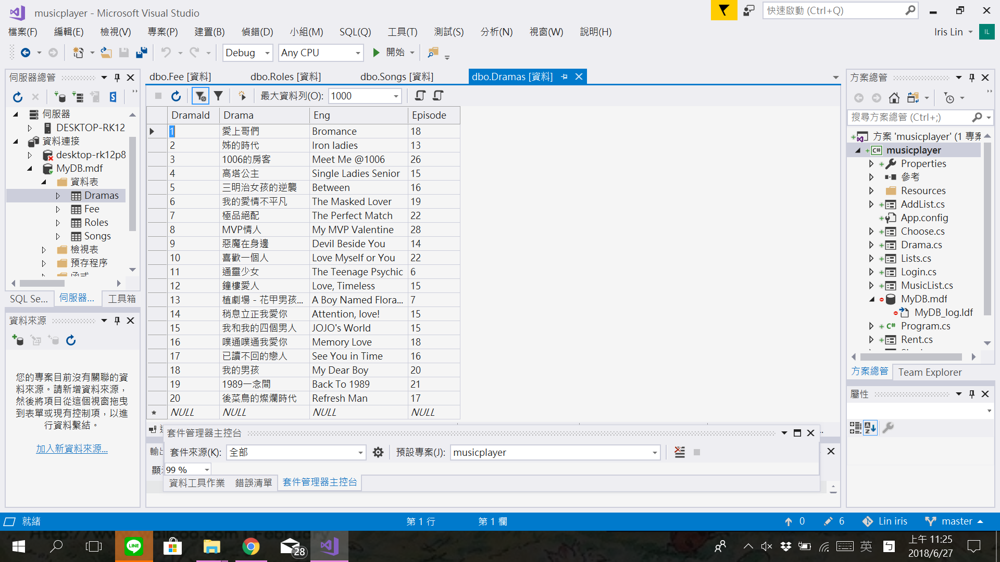 musicplayer - Microsoft Visual Studio
快速啟動 (Ctrl+Q)
檔案(F) 編輯(E) 檢視(V) 專案(P) 建置(B) 偵錯(D) 小組(M) SQL(Q) 工具(T) 測試(S) 分析(N) 視窗(W) 說明(H)
Iris Lin IL
Debug Any CPU 開始
伺服器總管
伺服器
DESKTOP-RK12
資料連接
desktop-rk12p8
MyDB.mdf
資料表
Dramas
Fee
Roles
Songs
檢視表
預存程序
函式
SQL Se... 伺服器... 工具箱
資料來源
您的專案目前沒有關聯的資
料來源。請新增資料來源，
然後將項目從這個視窗拖曳
到表單或現有控制項，以進
行資料繫結。
加入新資料來源...
dbo.Fee [資料] dbo.Roles [資料] dbo.Songs [資料] dbo.Dramas [資料]
最大資料列(O): 1000
DramaId Drama Eng Episode
1 愛上哥們 Bromance 18
2 姊的時代 Iron ladies 13
3 1006的房客 Meet Me @1006 26
4 高塔公主 Single Ladies Senior 15
5 三明治女孩的逆襲 Between 16
6 我的愛情不平凡 The Masked Lover 19
7 極品絕配 The Perfect Match 22
8 MVP情人 My MVP Valentine 28
9 惡魔在身邊 Devil Beside You 14
10 喜歡一個人 Love Myself or You 22
11 通靈少女 The Teenage Psychic 6
12 鐘樓愛人 Love, Timeless 15
13 植劇場 - 花甲男孩... A Boy Named Flora... 7
14 稍息立正我愛你 Attention, love! 15
15 我和我的四個男人 JOJO's World 15
16 噗通噗通我愛你 Memory Love 18
17 已讀不回的戀人 See You in Time 16
18 我的男孩 My Dear Boy 20
19 1989一念間 Back To 1989 21
20 後菜鳥的燦爛時代 Refresh Man 17
NULL NULL NULL NULL
套件管理器主控台
套件來源(K): 全部 預設專案(J): musicplayer
99 %
資料工具作業 錯誤清單 套件管理器主控台
方案總管
搜尋方案總管 (Ctrl+;)
方案 'musicplayer' (1 專案
C# musicplayer
Properties
參考
Resources
AddList.cs
App.config
Choose.cs
Drama.cs
Lists.cs
Login.cs
MusicList.cs
MyDB.mdf
MyDB_log.ldf
C# Program.cs
Rent.cs
方案總管 Team Explorer
屬性
就緒 第 1 行 第 1 欄 0 6 Lin iris master
LINE 28 英 ㄅ
上午 11:25
2018/6/27